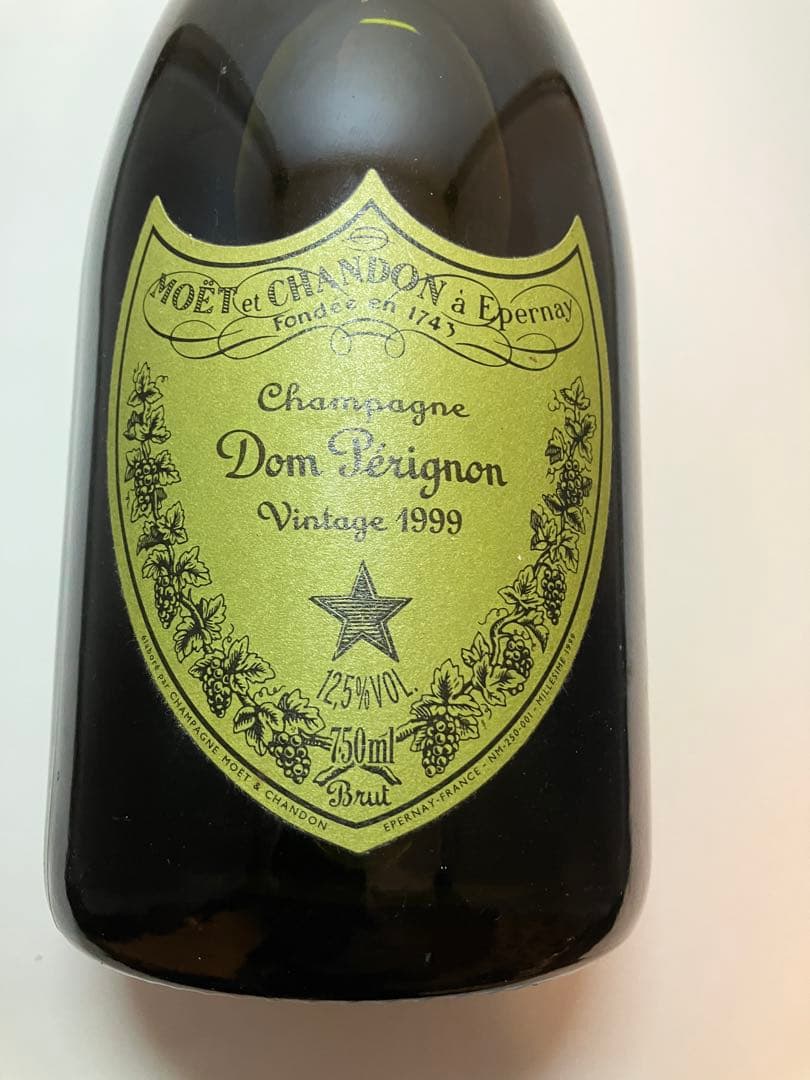 MOËT et CHANDON à Epernay
Fondée en 1743
Champagne
Dom Pérignon
Vintage 1999
12,5%VOL.
750ml
Brut
élaboré par CHAMPAGNE MOËT & CHANDON
EPERNAY-FRANCE - NM-250-001 - MILLESIME 1999